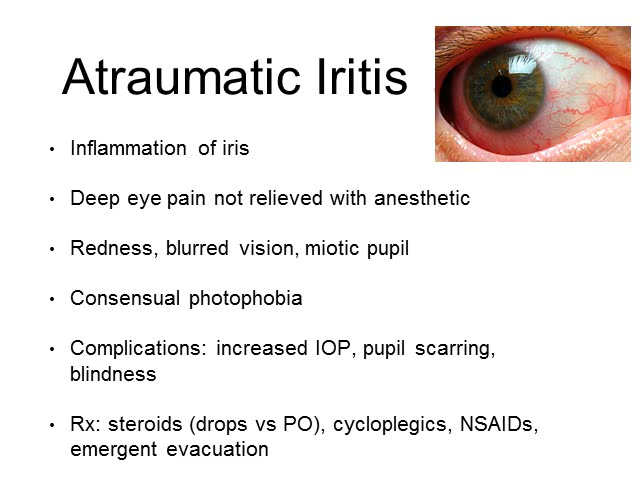 Atraumatic Iritis
• Inflammation of iris
• Deep eye pain not relieved with anesthetic
• Redness, blurred vision, miotic pupil
• Consensual photophobia
• Complications: increased IOP, pupil scarring,
blindness
• Rx: steroids (drops vs PO), cycloplegics, NSAIDs,
emergent evacuation